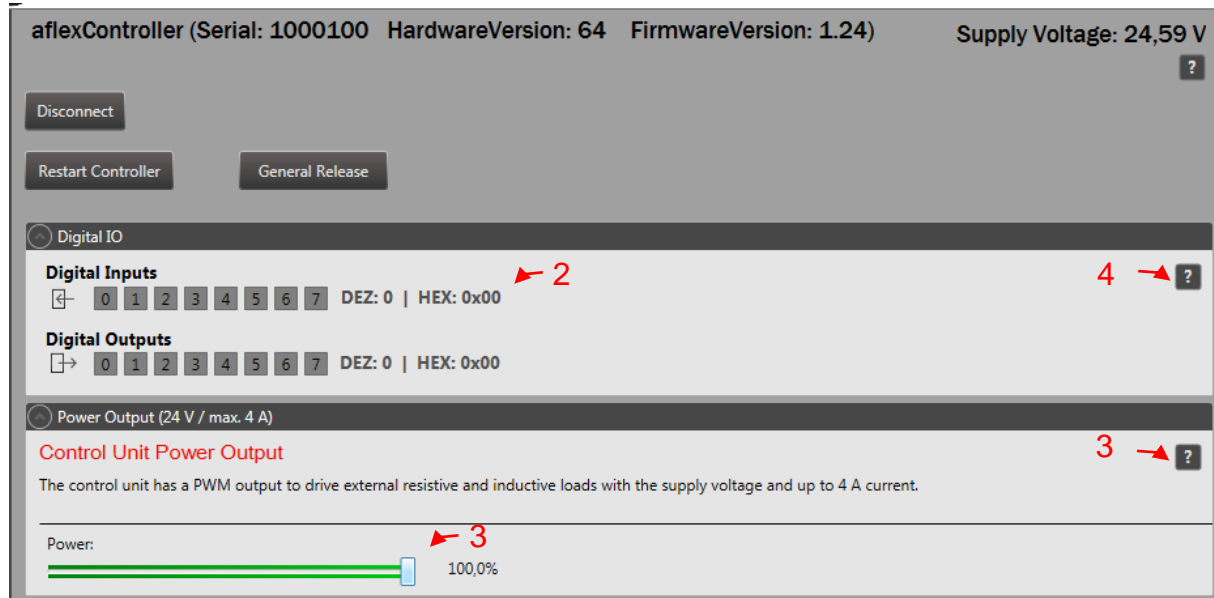 aflexController (Serial: 1000100 HardwareVersion: 64 FirmwareVersion: 1.24) Supply Voltage: 24,59 V
?
Disconnect
Restart Controller General Release
Digital IO
Digital Inputs 2 4 ?
0 1 2 3 4 5 6 7 DEZ: 0 | HEX: 0x00
Digital Outputs
0 1 2 3 4 5 6 7 DEZ: 0 | HEX: 0x00
Power Output (24 V / max. 4 A)
Control Unit Power Output 3 ?
The control unit has a PWM output to drive external resistive and inductive loads with the supply voltage and up to 4 A current.
Power: 3
100,0%